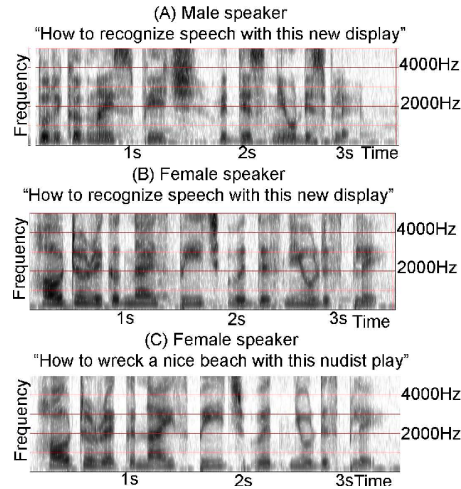 (A) Male speaker
“How to recognize speech with this new display”
Frequency
4000Hz
2000Hz
1s
2s
3s Time
(B) Female speaker
“How to recognize speech with this new display”
Frequency
4000Hz
2000Hz
1s
2s
3s Time
(C) Female speaker
“How to wreck a nice beach with this nudist play”
Frequency
4000Hz
2000Hz
1s
2s
3sTime